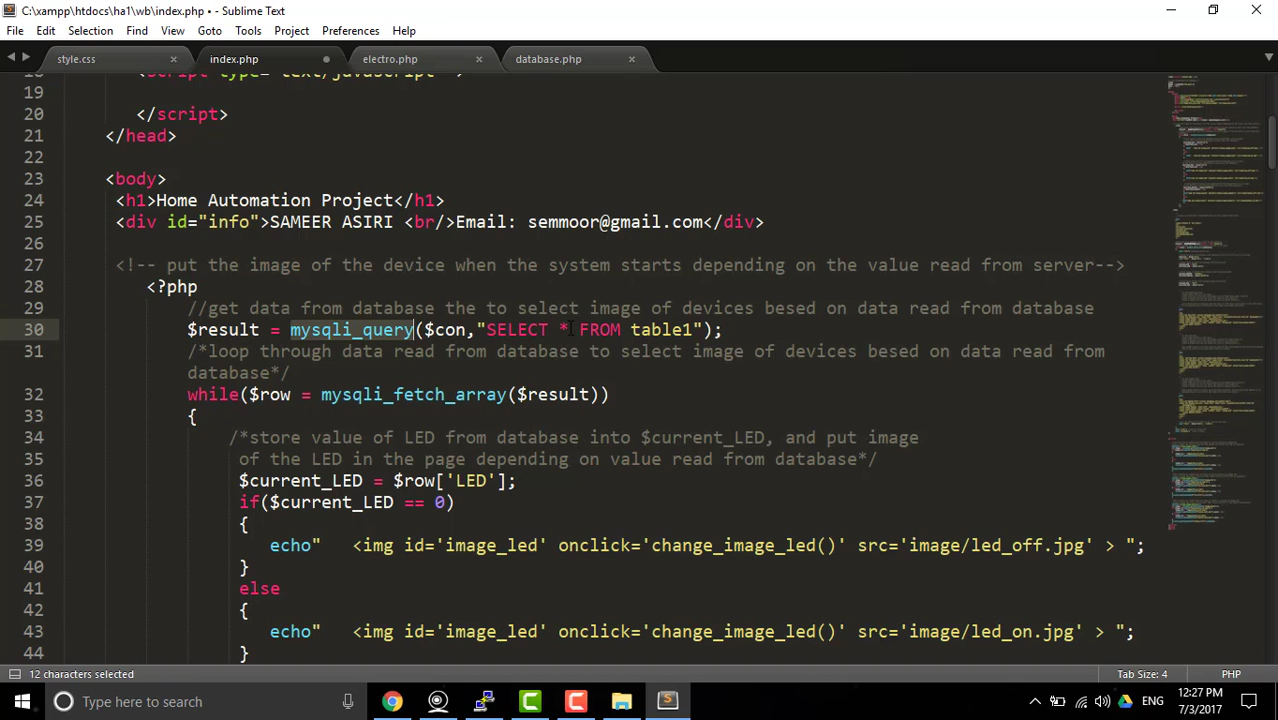 C:\xampp\htdocs\ha1\wb\index.php • - Sublime Text
File Edit Selection Find View Goto Tools Project Preferences Help
style.css index.php electro.php database.php
18 <script type="text/javascript" >
19
20 </script>
21 </head>
22
23 <body>
24 <h1>Home Automation Project</h1>
25 <div id="info">SAMEER ASIRI <br/>Email: semmoor@gmail.com</div>
26
27 <!-- put the image of the device when the system starts depending on the value read from server-->
28 <?php
29 //get data from database the to select image of devices besed on data read from database
30 $result = mysqli_query($con,"SELECT * FROM table1");
31 /*loop through data read from database to select image of devices besed on data read from
database*/
32 while($row = mysqli_fetch_array($result))
33 {
34 /*store value of LED from database into $current_LED, and put image
35 of the LED in the page depending on value read from database*/
36 $current_LED = $row['LED'];
37 if($current_LED == 0)
38 {
39 echo" <img id='image_led' onclick='change_image_led()' src='image/led_off.jpg' > ";
40 }
41 else
42 {
43 echo" <img id='image_led' onclick='change_image_led()' src='image/led_on.jpg' > ";
44 }
12 characters selected Tab Size: 4 PHP
Type here to search ENG 12:27 PM
7/3/2017